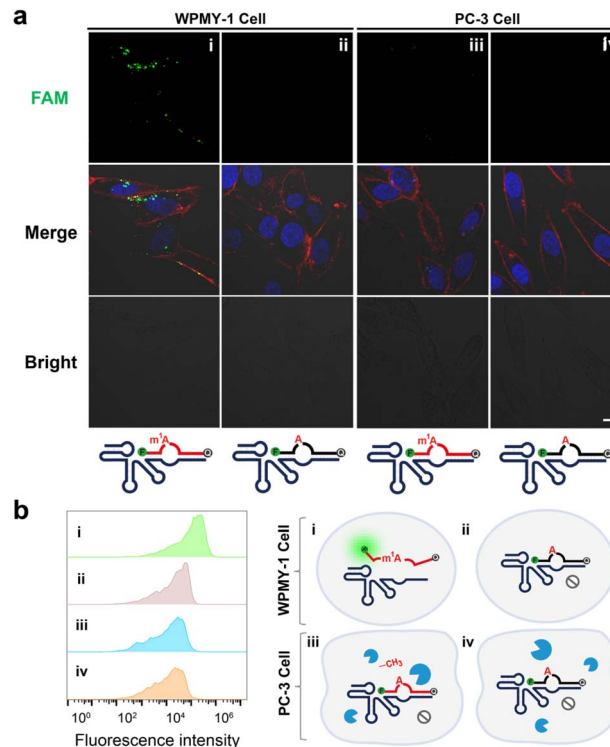 a
WPMY-1 Cell
PC-3 Cell
i
ii
iii
iv
FAM
Merge
Bright
m¹A
A
m¹A
A
F
F
F
F
b
i
ii
iii
iv
10⁰ 10² 10⁴ 10⁶
Fluorescence intensity
WPMY-1 Cell
i
m¹A
ii
A
F
PC-3 Cell
iii
–CH₃
A
F
iv
A
F